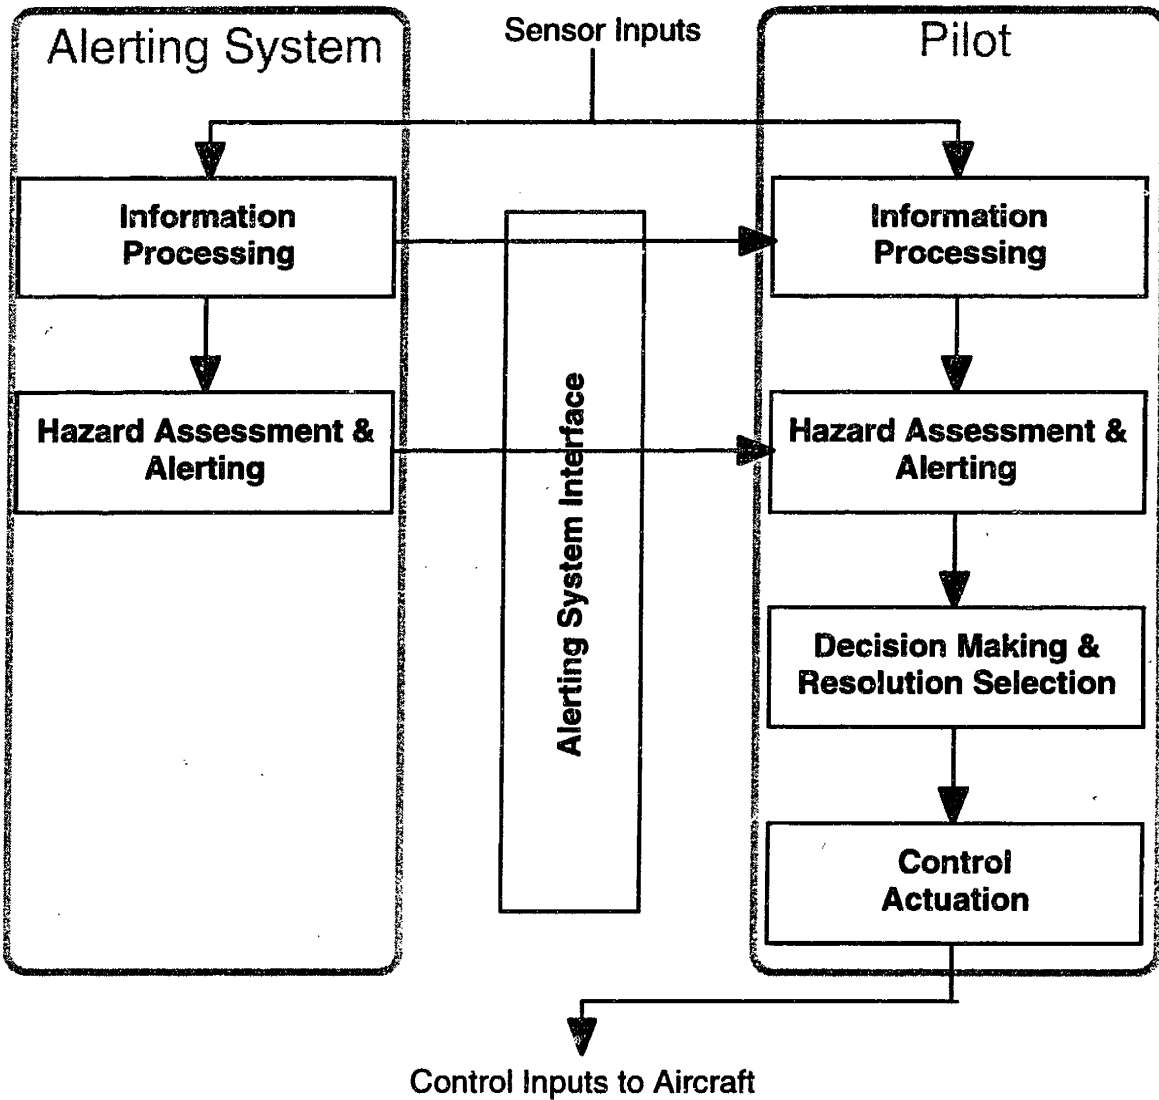 Alerting System
Sensor Inputs
Pilot
Information
Processing
Information
Processing
Hazard Assessment &
Alerting
Alerting System Interface
Hazard Assessment &
Alerting
Decision Making &
Resolution Selection
Control
Actuation
Control Inputs to Aircraft